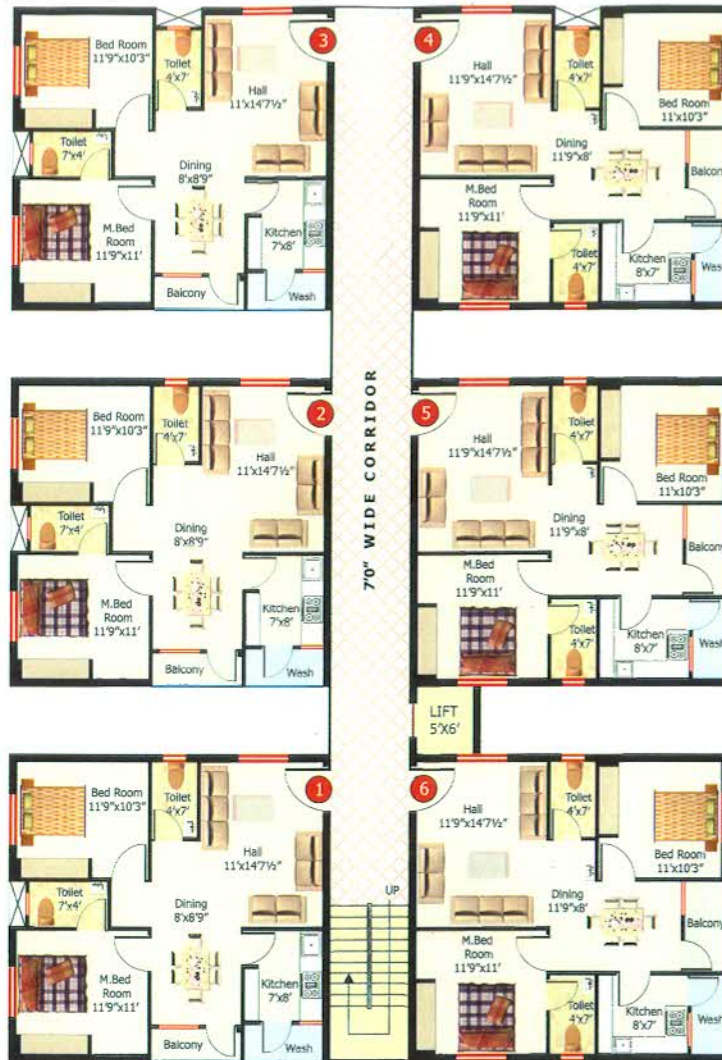 Bed Room
11'9"x10'3"
Toilet
4'x7'
Hall
11'x14'7½"
3
Toilet
7'x4'
Dining
8'x8'9"
M.Bed
Room
11'9"x11'
Kitchen
7'x8'
Balcony
Wash
4
Hall
11'9"x14'7½"
Toilet
4'x7'
Bed Room
11'x10'3"
Dining
11'9"x8'
Balcony
M.Bed
Room
11'9"x11'
Toilet
4'x7'
Kitchen
8'x7'
Wash
7'0" WIDE CORRIDOR
Bed Room
11'9"x10'3"
Toilet
4'x7'
Hall
11'x14'7½"
2
Toilet
7'x4'
Dining
8'x8'9"
M.Bed
Room
11'9"x11'
Kitchen
7'x8'
Balcony
Wash
5
Hall
11'9"x14'7½"
Toilet
4'x7'
Bed Room
11'x10'3"
Dining
11'9"x8'
Balcony
M.Bed
Room
11'9"x11'
Toilet
4'x7'
Kitchen
8'x7'
Wash
LIFT
5'X6'
Bed Room
11'9"x10'3"
Toilet
4'x7'
Hall
11'x14'7½"
1
Toilet
7'x4'
Dining
8'x8'9"
M.Bed
Room
11'9"x11'
Kitchen
7'x8'
Balcony
Wash
UP
6
Hall
11'9"x14'7½"
Toilet
4'x7'
Bed Room
11'x10'3"
Dining
11'9"x8'
Balcony
M.Bed
Room
11'9"x11'
Toilet
4'x7'
Kitchen
8'x7'
Wash